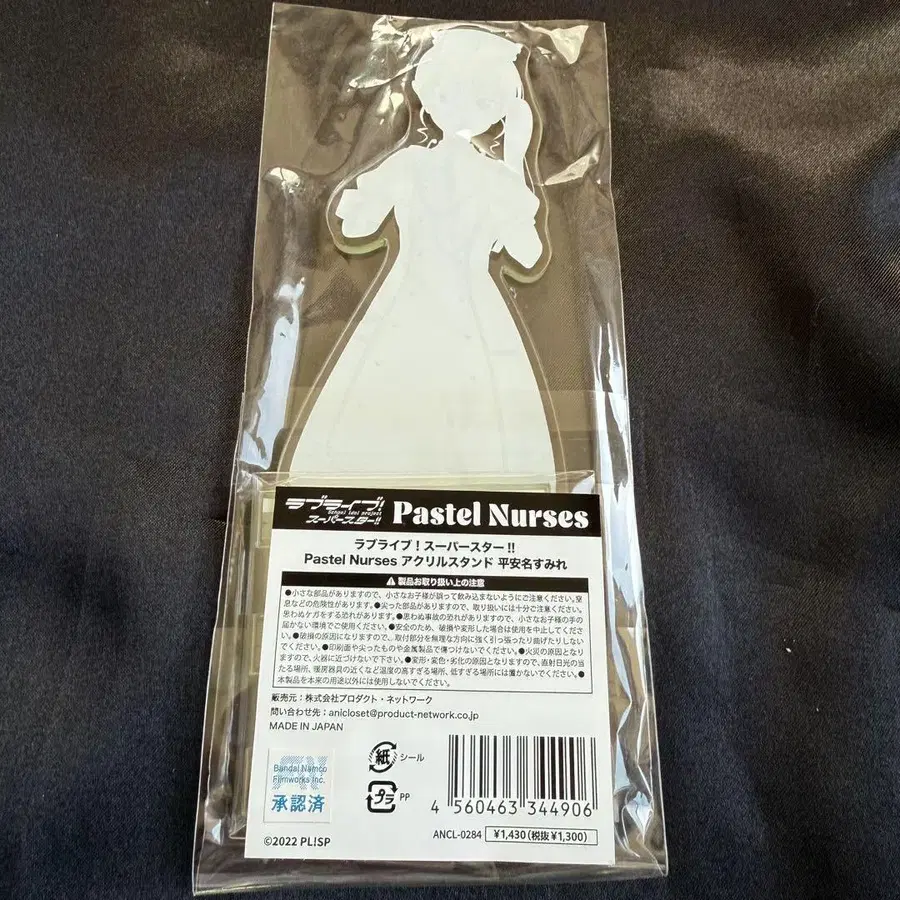 ラブライブ!
School idol project
スーパースター!!
Pastel Nurses
ラブライブ！スーパースター!!
Pastel Nurses アクリルスタンド 平安名すみれ
⚠ 製品お取り扱い上の注意
●小さな部品がありますので、小さなお子様が誤って飲み込まないようにご注意ください。窒
息などの危険性があります。●尖った部品がありますので、取り扱いには十分ご注意ください。
思わぬケガをする恐れがあります。●思わぬ事故の恐れがありますので、小さなお子様の手の
届かない環境でご使用ください。●安全のため、破損や変形した場合は使用を中止してくださ
い。●破損の原因になりますので、取付部分を無理な方向に強く引っ張ったり曲げたりしない
でください。●印刷面や尖ったものや金属製品で傷つけないでください。●火災の原因となり
ますので、火器に近づけないで下さい。●変形・変色・劣化の原因となりますので、直射日光の当
たる場所、暖房器具の近くなど温度の高すぎる場所、低すぎる場所には置かないでください。●
本製品を本来の用途以外には使用しないでください。
販売元：株式会社プロダクト・ネットワーク
問い合わせ先：anicloset@product-network.co.jp
MADE IN JAPAN
Bandai Namco
Filmworks Inc.
承認済
紙 シール
プラ PP
4 560463 344906
ANCL-0284 ¥1,430(税抜¥1,300)
©2022 PL!SP